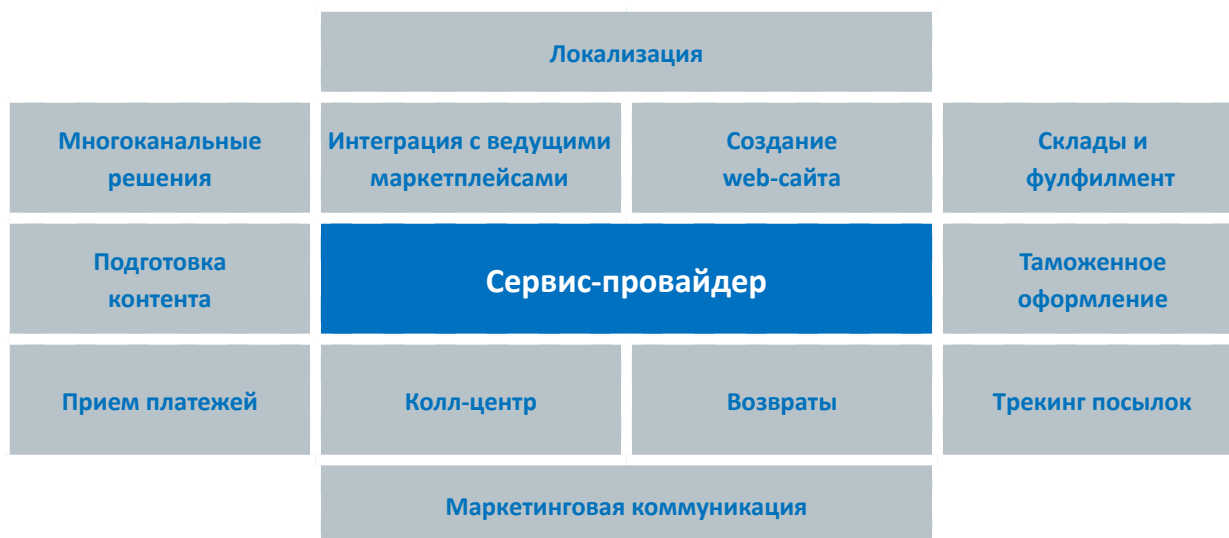 Локализация
Многоканальные
решения
Интеграция с ведущими
маркетплейсами
Создание
web-сайта
Склады и
фулфилмент
Подготовка
контента
Сервис-провайдер
Таможенное
оформление
Прием платежей
Колл-центр
Возвраты
Трекинг посылок
Маркетинговая коммуникация